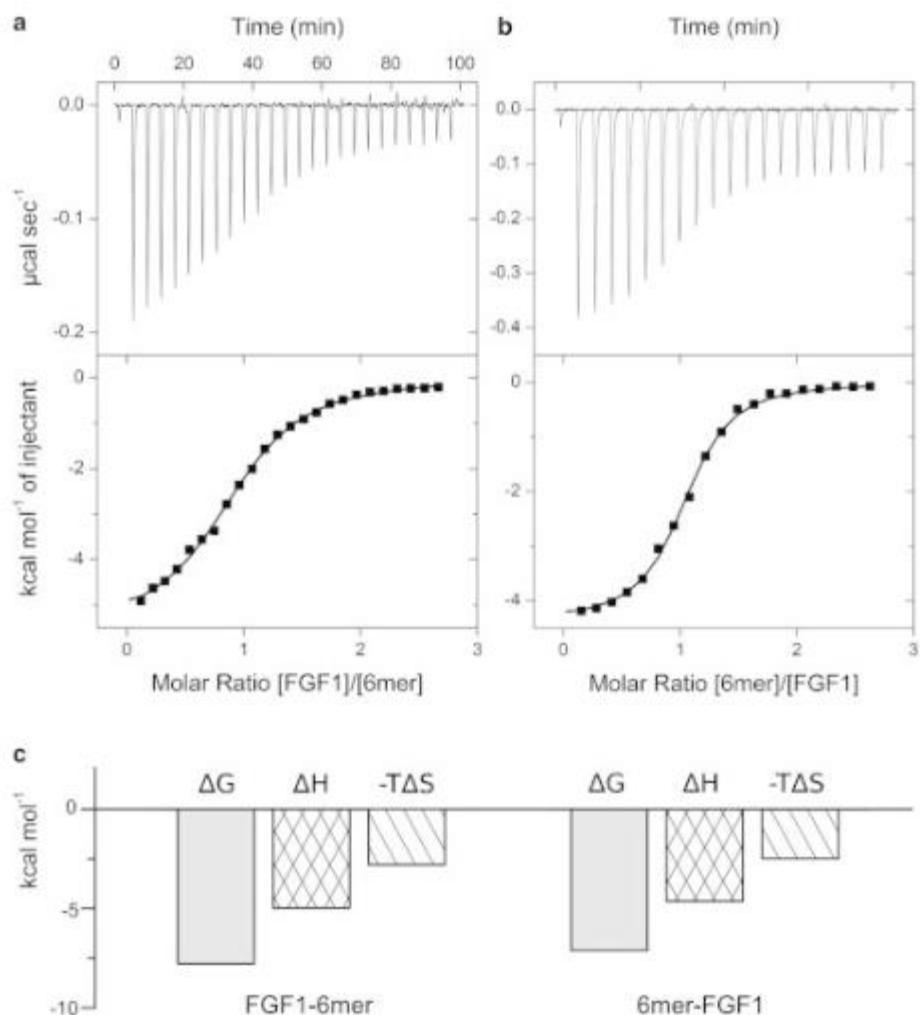 a
Time (min)
0 20 40 60 80 100
0.0
-0.1
-0.2
µcal sec⁻¹
0
-2
-4
kcal mol⁻¹ of injectant
0 1 2 3
Molar Ratio [FGF1]/[6mer]
b
Time (min)
0.0
-0.1
-0.2
-0.3
-0.4
0
-2
-4
0 1 2 3
Molar Ratio [6mer]/[FGF1]
c
kcal mol⁻¹
0
-5
-10
ΔG ΔH -TΔS
ΔG ΔH -TΔS
FGF1-6mer
6mer-FGF1